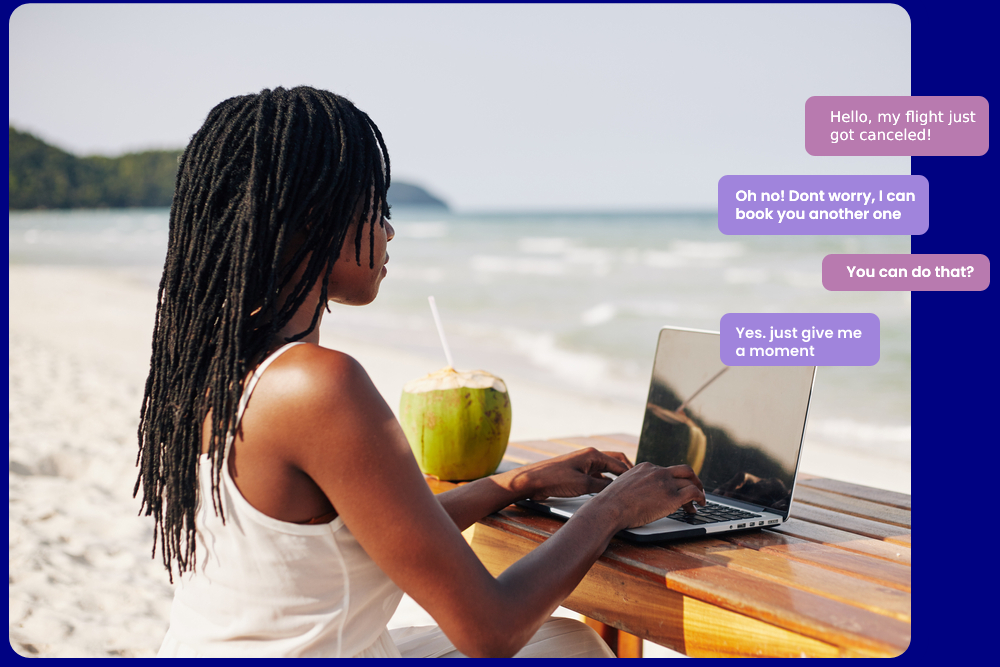 Hello, my flight just
got canceled!
Oh no! Dont worry, I can
book you another one
You can do that?
Yes. just give me
a moment